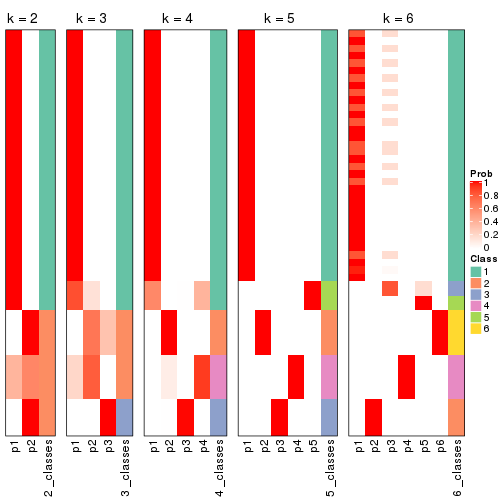 k = 2
k = 3
k = 4
k = 5
k = 6
Prob
1
0.8
0.6
0.4
0.2
0
Class
1
2
3
4
5
6
p1
p2
2_classes
p1
p2
p3
3_classes
p1
p2
p3
p4
4_classes
p1
p2
p3
p4
p5
5_classes
p1
p2
p3
p4
p5
p6
6_classes